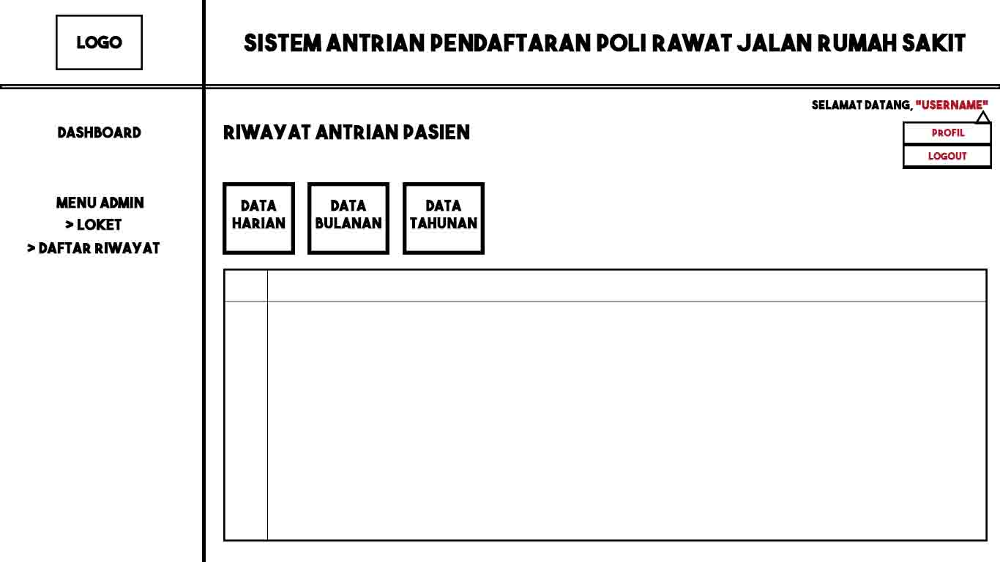 LOGO
SISTEM ANTRIAN PENDAFTARAN POLI RAWAT JALAN RUMAH SAKIT
SELAMAT DATANG, "USERNAME"
PROFIL
LOGOUT
DASHBOARD
MENU ADMIN
> LOKET
> DAFTAR RIWAYAT
RIWAYAT ANTRIAN PASIEN
DATA
HARIAN
DATA
BULANAN
DATA
TAHUNAN